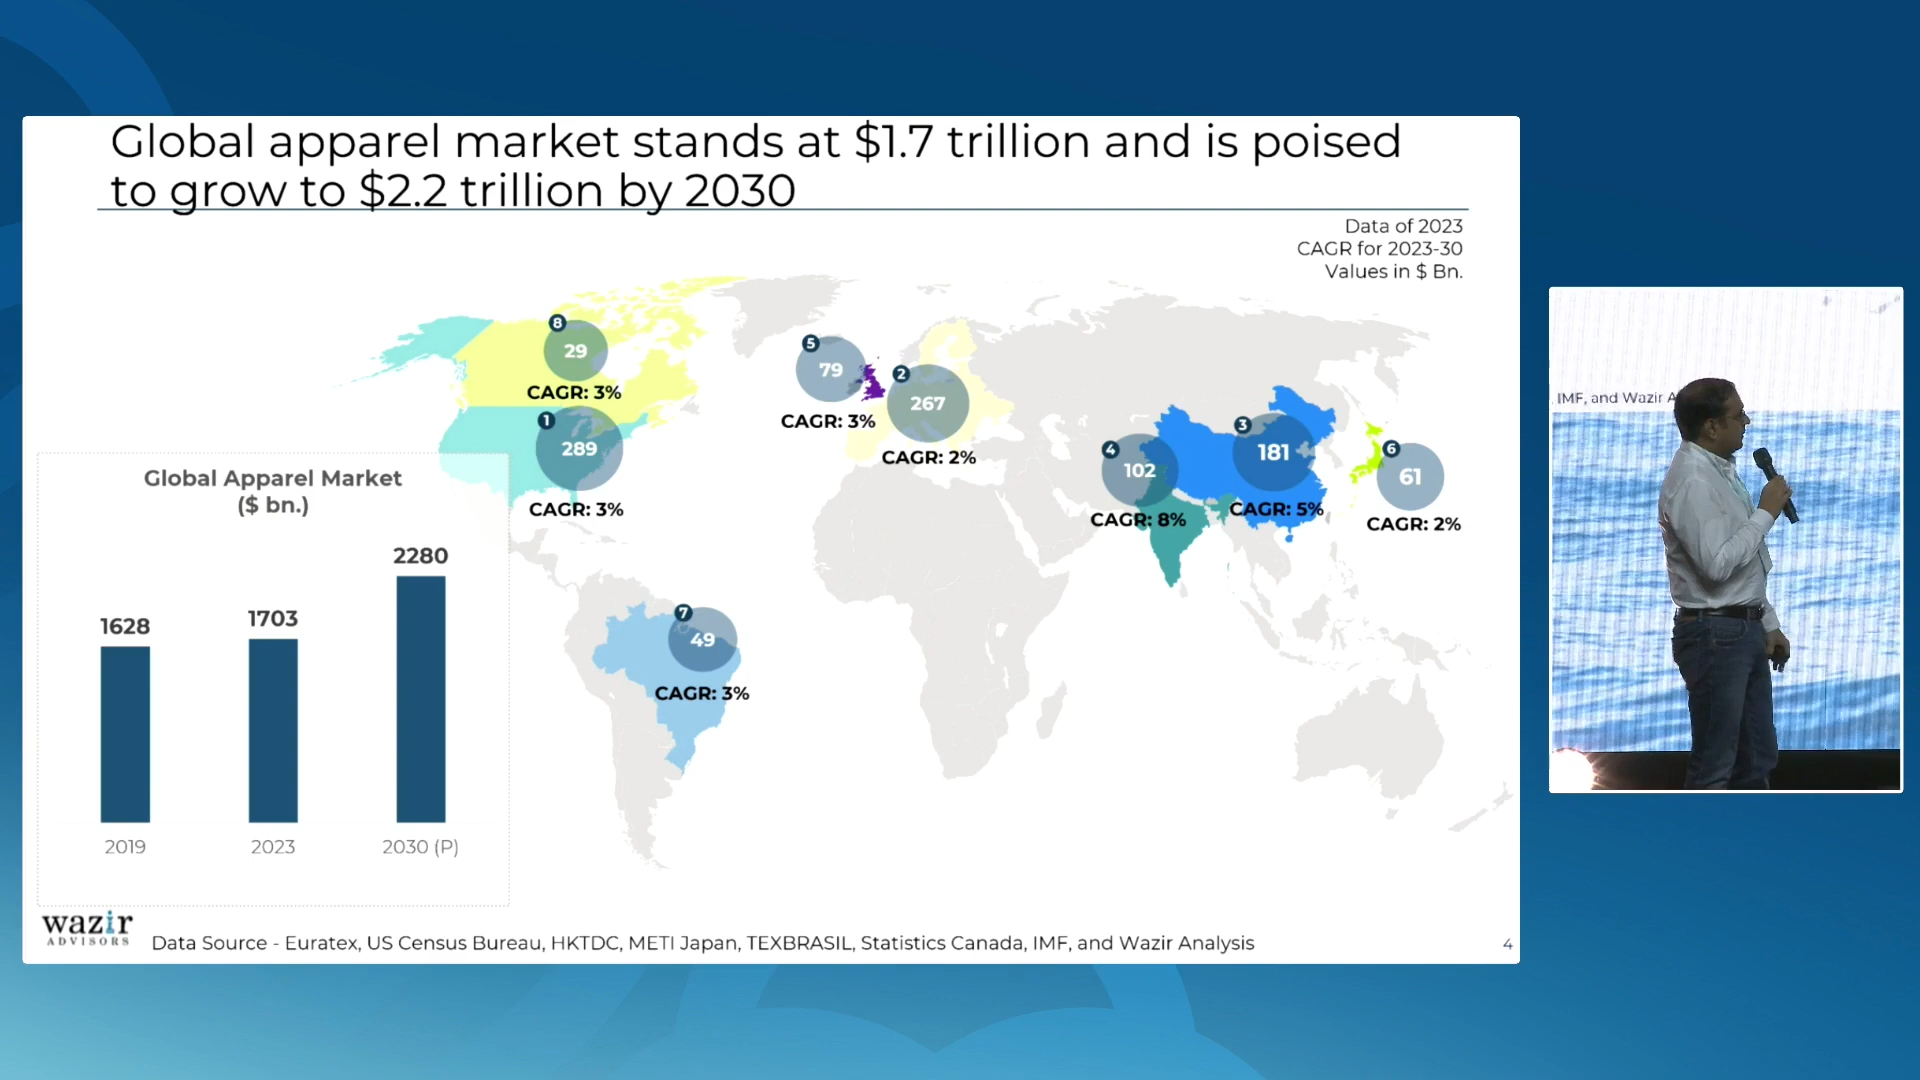 Global apparel market stands at $1.7 trillion and is poised
to grow to $2.2 trillion by 2030
Data of 2023
CAGR for 2023-30
Values in $ Bn.
8
29
CAGR: 3%
1
289
CAGR: 3%
5
79
CAGR: 3%
2
267
CAGR: 2%
4
102
CAGR: 8%
3
181
CAGR: 5%
6
61
CAGR: 2%
7
49
CAGR: 3%
Global Apparel Market
($ bn.)
1628
1703
2280
2019
2023
2030 (P)
wazir
ADVISORS
Data Source - Euratex, US Census Bureau, HKTDC, METI Japan, TEXBRASIL, Statistics Canada, IMF, and Wazir Analysis
4
IMF, and Wazir A